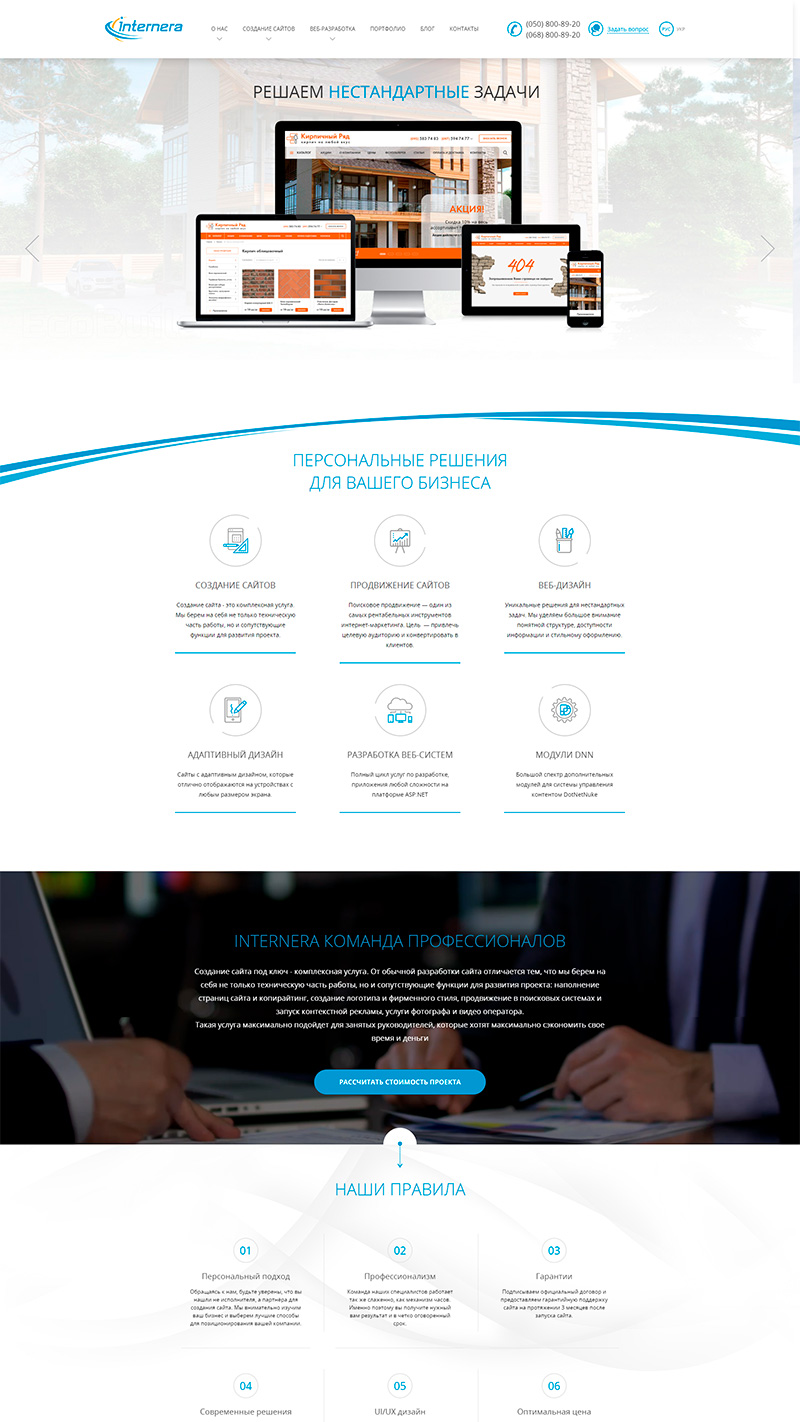 internera
О НАС
СОЗДАНИЕ САЙТОВ
ВЕБ-РАЗРАБОТКА
ПОРТФОЛИО
БЛОГ
КОНТАКТЫ
(050) 800-89-20
(068) 800-89-20
Задать вопрос
РУС
УКР
РЕШАЕМ НЕСТАНДАРТНЫЕ ЗАДАЧИ
Кирпичный Ряд
кирпич на любой вкус
АКЦИЯ!
Скидка 10% на весь
Кирпич облицовочный
404
ПЕРСОНАЛЬНЫЕ РЕШЕНИЯ
ДЛЯ ВАШЕГО БИЗНЕСА
СОЗДАНИЕ САЙТОВ
Создание сайта - это комплексная услуга.
Мы берем на себя не только техническую
часть работы, но и сопутствующие
функции для развития проекта.
ПРОДВИЖЕНИЕ САЙТОВ
Поисковое продвижение — один из
самых рентабельных инструментов
интернет-маркетинга. Цель — привлечь
целевую аудиторию и конвертировать в
клиентов.
ВЕБ-ДИЗАЙН
Уникальные решения для нестандартных
задач. Мы уделяем большое внимание
понятной структуре, доступности
информации и стильному оформлению.
АДАПТИВНЫЙ ДИЗАЙН
Сайты с адаптивным дизайном, которые
отлично отображаются на устройствах с
любым размером экрана.
РАЗРАБОТКА ВЕБ-СИСТЕМ
Полный цикл услуг по разработке,
приложения любой сложности на
платформе ASP.NET
МОДУЛИ DNN
Большой спектр дополнительных
модулей для системы управления
контентом DotNetNuke
INTERNERA КОМАНДА ПРОФЕССИОНАЛОВ
Создание сайта под ключ - комплексная услуга. От обычной разработки сайта отличается тем, что мы берем на
себя не только техническую часть работы, но и сопутствующие функции для развития проекта: наполнение
страниц сайта и копирайтинг, создание логотипа и фирменного стиля, продвижение в поисковых системах и
запуск контекстной рекламы, услуги фотографа и видео оператора.
Такая услуга максимально подойдет для занятых руководителей, которые хотят максимально сэкономить свое
время и деньги
РАССЧИТАТЬ СТОИМОСТЬ ПРОЕКТА
НАШИ ПРАВИЛА
01
Персональный подход
Обращаясь к нам, будьте уверены, что вы
нашли не исполнителя, а партнёра для
создания сайта. Мы внимательно изучим
ваш бизнес и выберем лучшие способы
для позиционирования вашей компании.
02
Профессионализм
Команда наших специалистов работает
так же слаженно, как механизм часов.
Именно поэтому вы получите нужный
вам результат и в четко оговоренный
срок.
03
Гарантии
Подписываем официальный договор и
предоставляем гарантийную поддержку
сайта на протяжении 3 месяцев после
запуска сайта.
04
Современные решения
05
UI/UX дизайн
06
Оптимальная цена